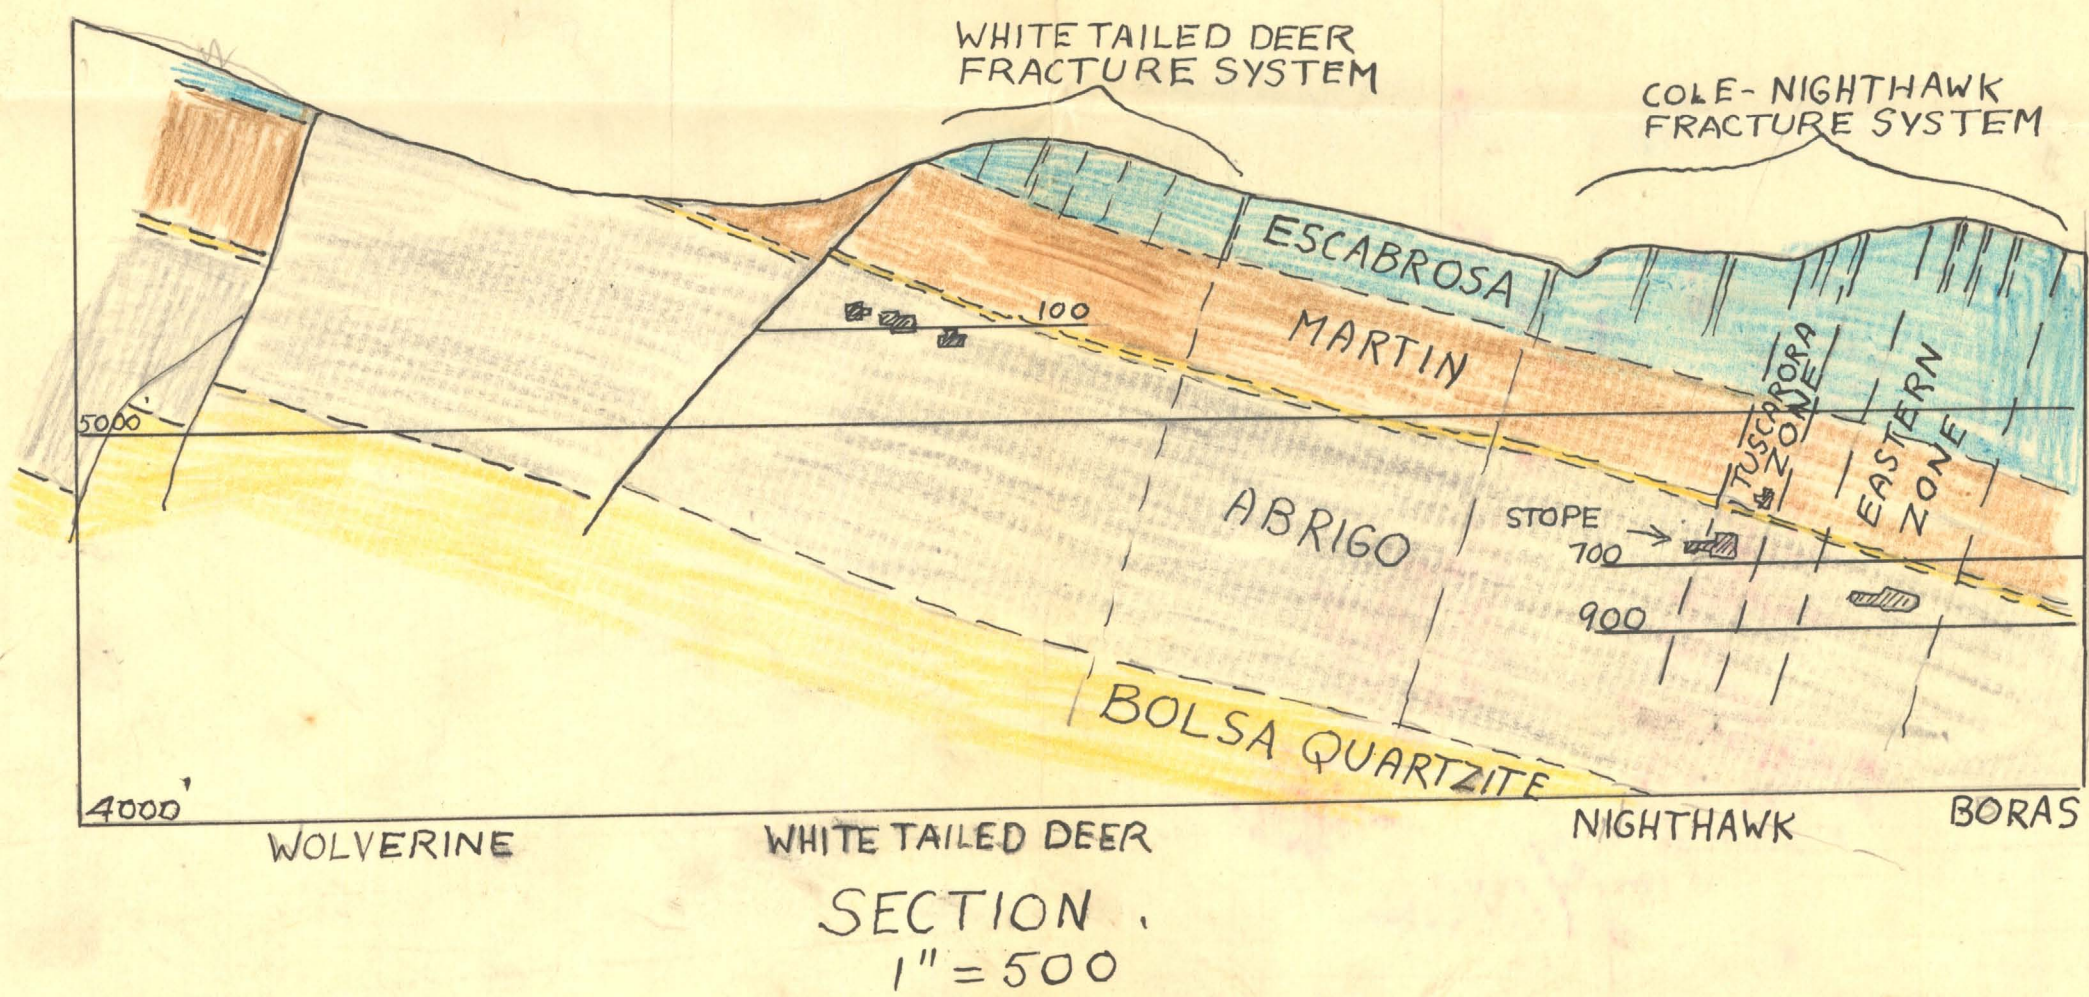 WHITE TAILED DEER
FRACTURE SYSTEM
COLE-NIGHTHAWK
FRACTURE SYSTEM
ESCABROSA
MARTIN
100
TUSCARORA
ZONE
EASTERN
ZONE
5000'
ABRIGO
STOPE
700
900
BOLSA QUARTZITE
4000'
WOLVERINE
WHITE TAILED DEER
NIGHTHAWK
BORAS
SECTION .
1" = 500